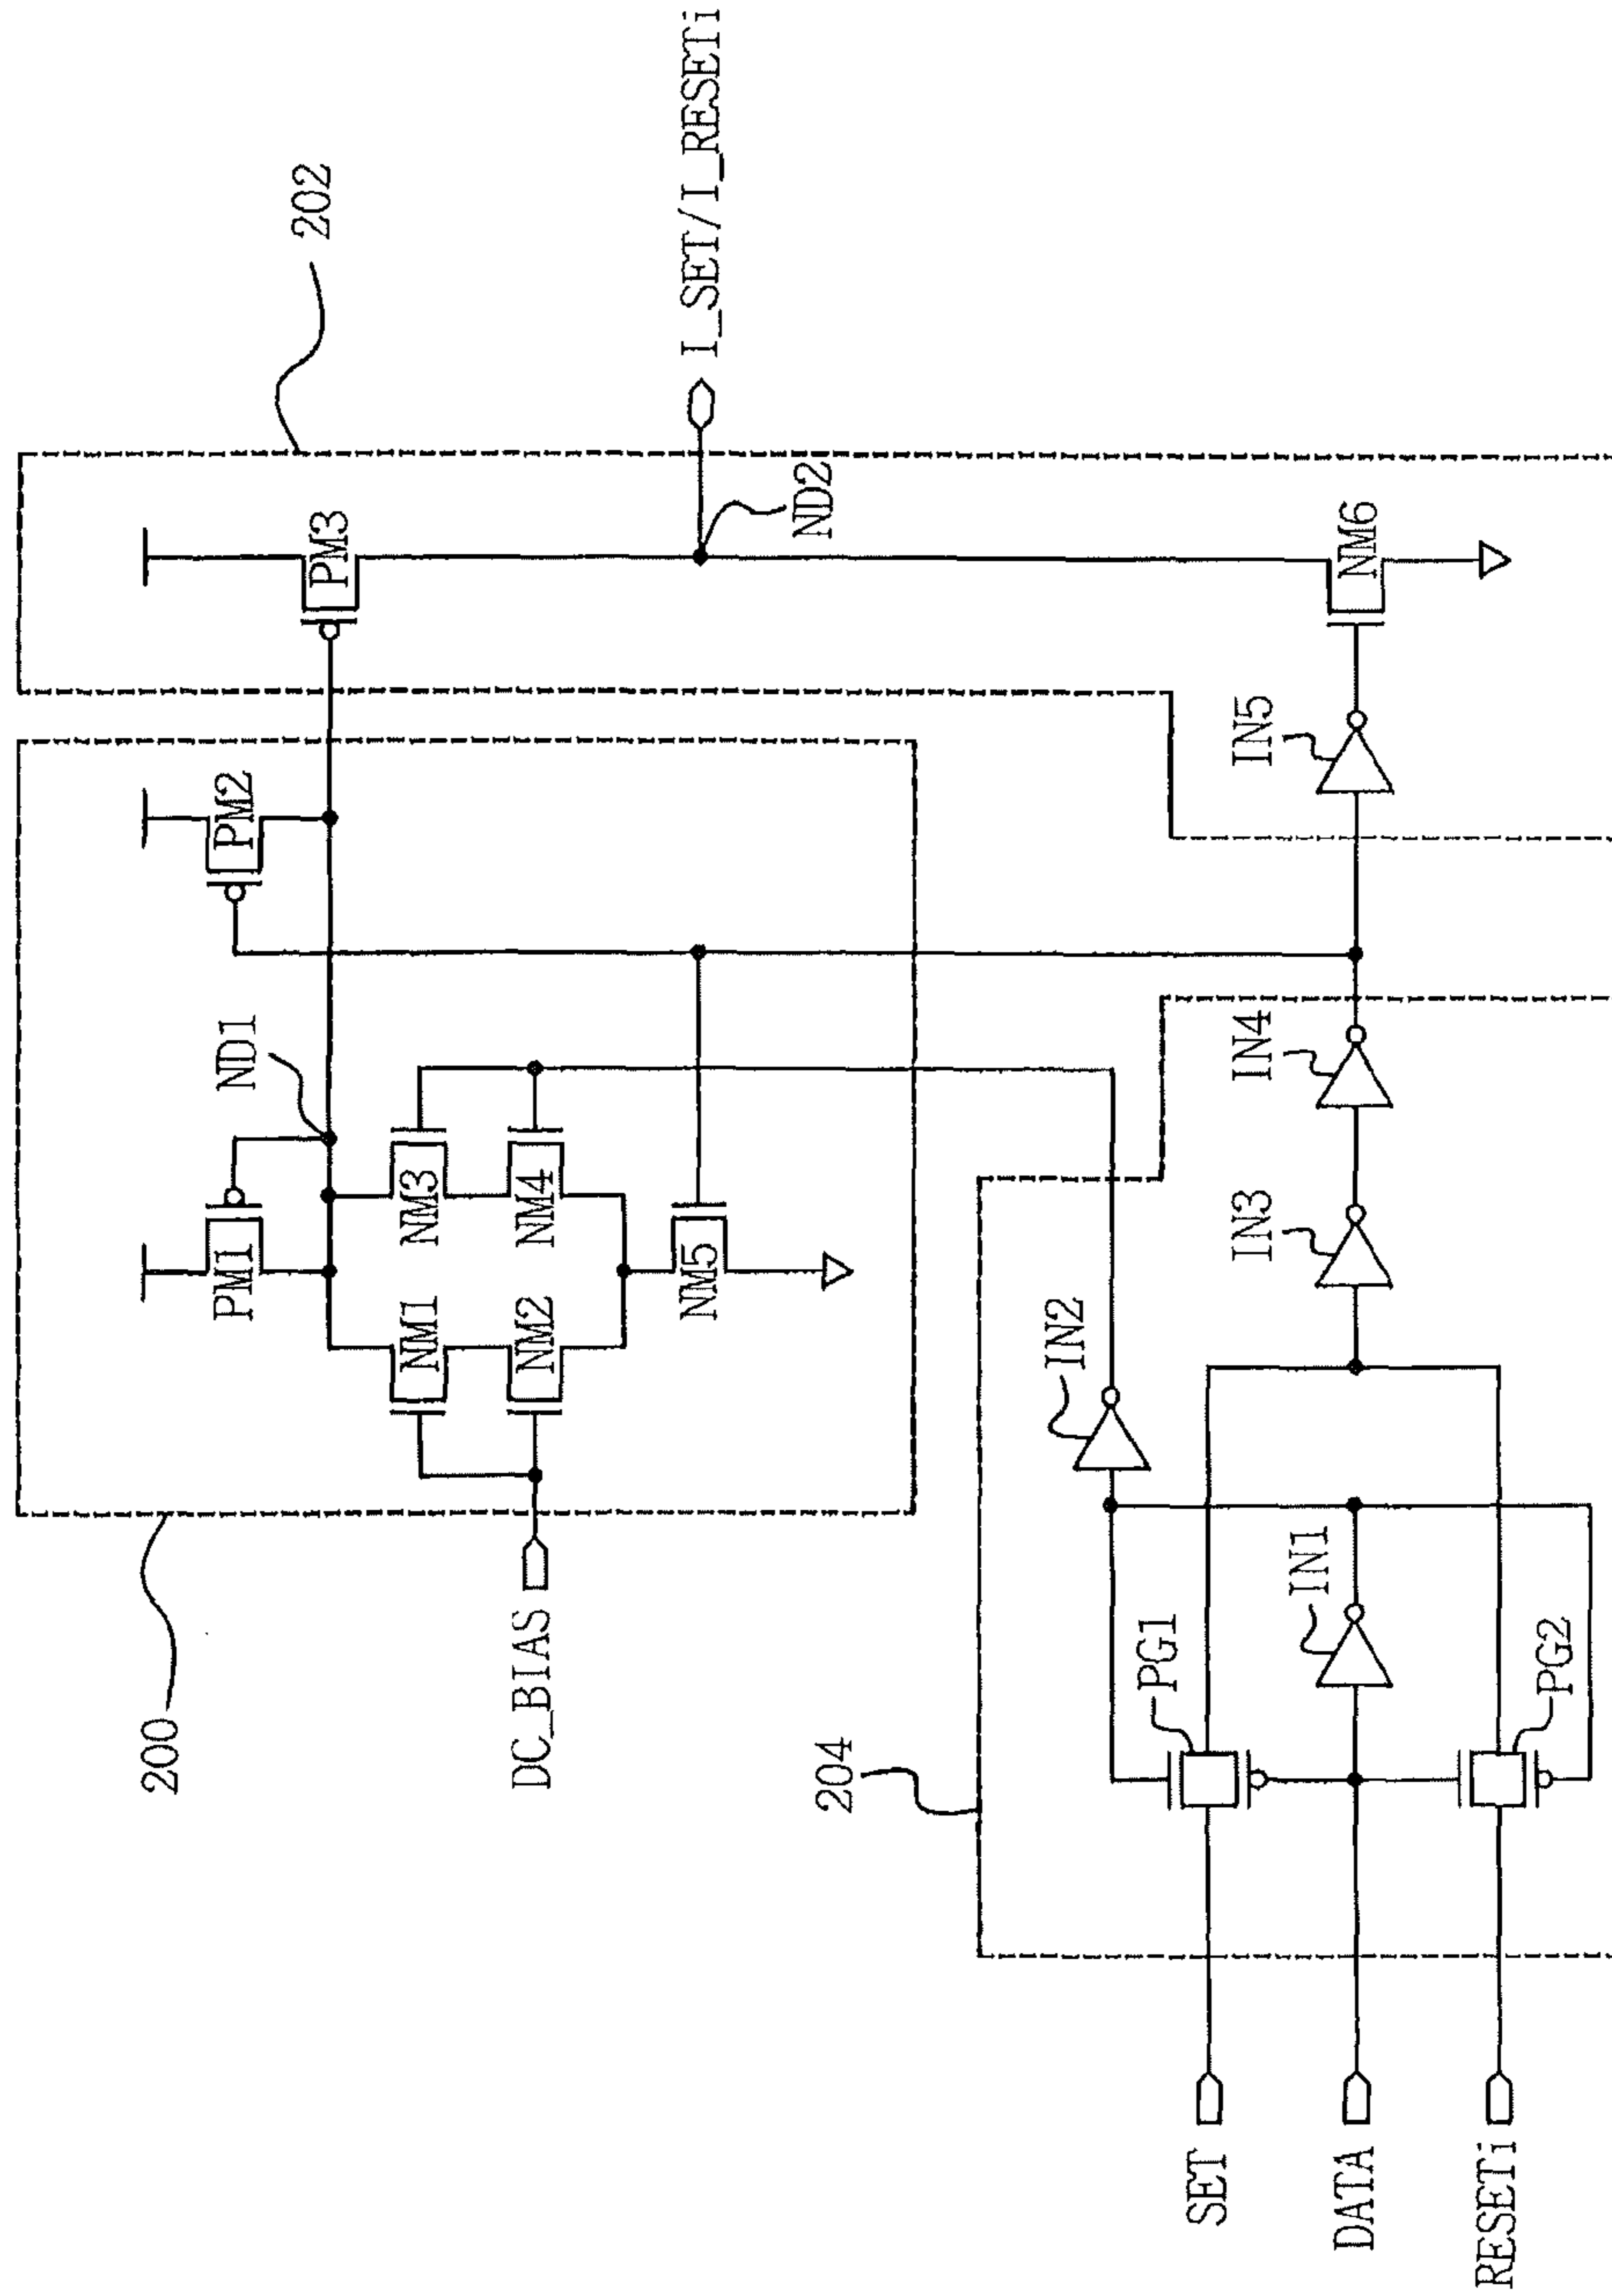 202
I_SET/I_RESETi
PM3
ND2
NM6
IN5
PM2
ND1
PM1
NM3
NM4
NM1
NM2
NM5
IN4
IN3
IN2
200
DC_BIAS
204
PG1
IN1
PG2
SET
DATA
RESETi